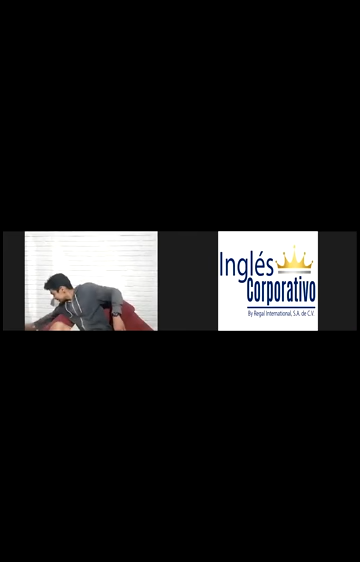 Inglés
Corporativo
By Regal International, S.A. de C.V.